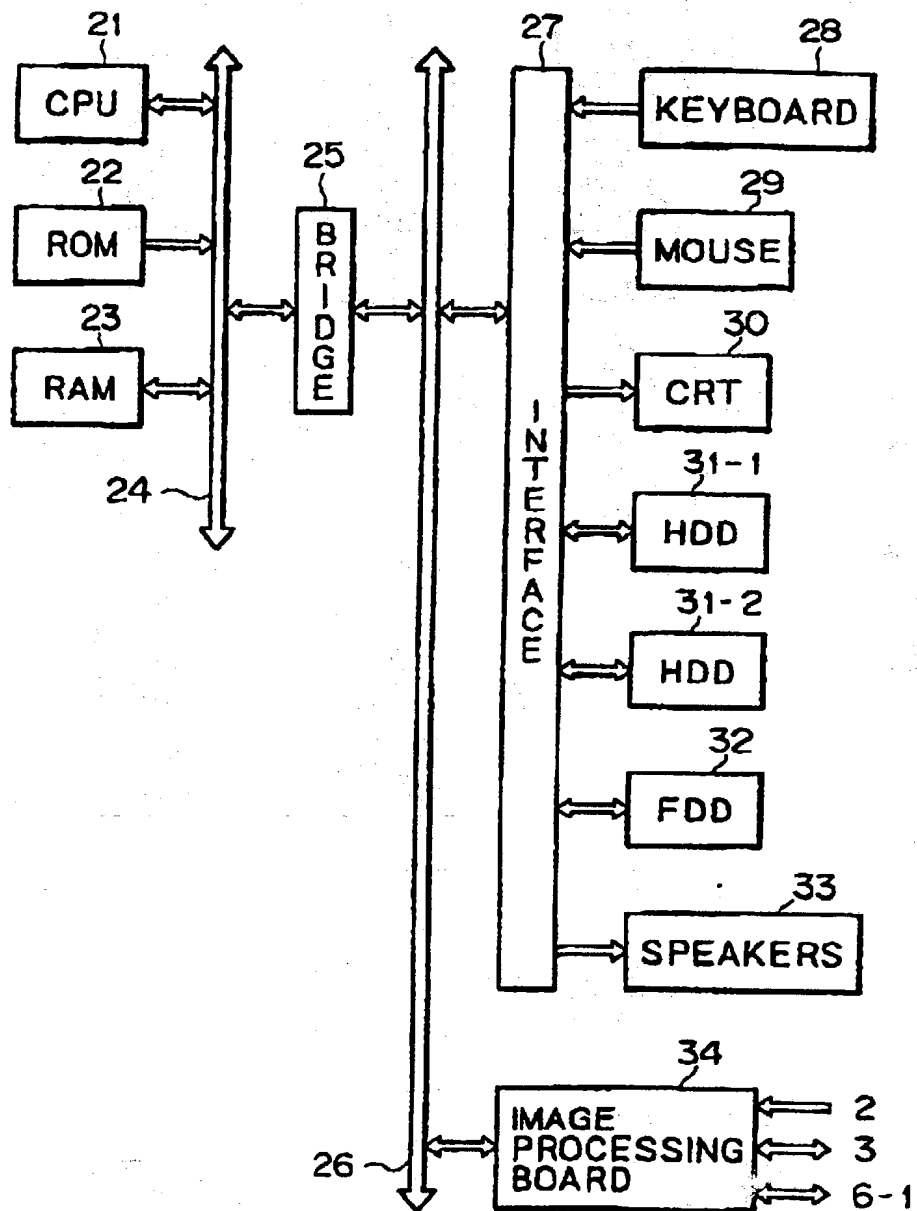 21
CPU
22
ROM
23
RAM
24
25
BRIDGE
26
27
INTERFACE
28
KEYBOARD
29
MOUSE
30
CRT
31-1
HDD
31-2
HDD
32
FDD
33
SPEAKERS
34
IMAGE
PROCESSING
BOARD
2
3
6-1